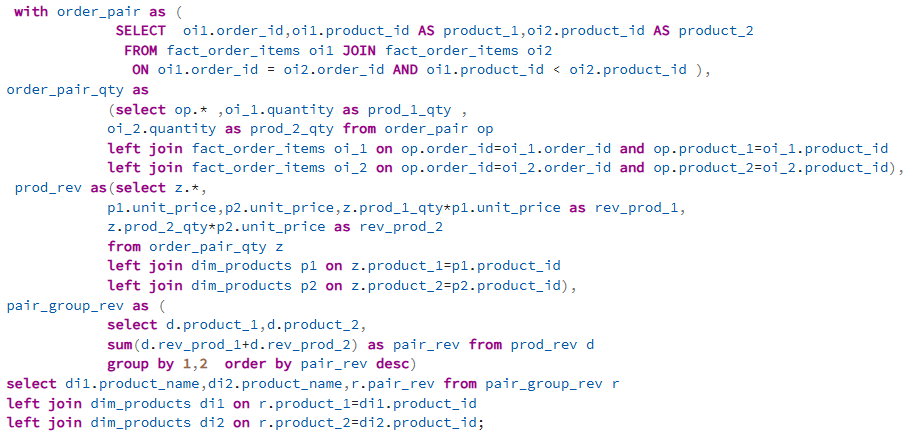 with order_pair as (
SELECT oi1.order_id,oi1.product_id AS product_1,oi2.product_id AS product_2
FROM fact_order_items oi1 JOIN fact_order_items oi2
ON oi1.order_id = oi2.order_id AND oi1.product_id < oi2.product_id ),
order_pair_qty as
(select op.* ,oi_1.quantity as prod_1_qty ,
oi_2.quantity as prod_2_qty from order_pair op
left join fact_order_items oi_1 on op.order_id=oi_1.order_id and op.product_1=oi_1.product_id
left join fact_order_items oi_2 on op.order_id=oi_2.order_id and op.product_2=oi_2.product_id),
prod_rev as(select z.*,
p1.unit_price,p2.unit_price,z.prod_1_qty*p1.unit_price as rev_prod_1,
z.prod_2_qty*p2.unit_price as rev_prod_2
from order_pair_qty z
left join dim_products p1 on z.product_1=p1.product_id
left join dim_products p2 on z.product_2=p2.product_id),
pair_group_rev as (
select d.product_1,d.product_2,
sum(d.rev_prod_1+d.rev_prod_2) as pair_rev from prod_rev d
group by 1,2  order by pair_rev desc)
select di1.product_name,di2.product_name,r.pair_rev from pair_group_rev r
left join dim_products di1 on r.product_1=di1.product_id
left join dim_products di2 on r.product_2=di2.product_id;